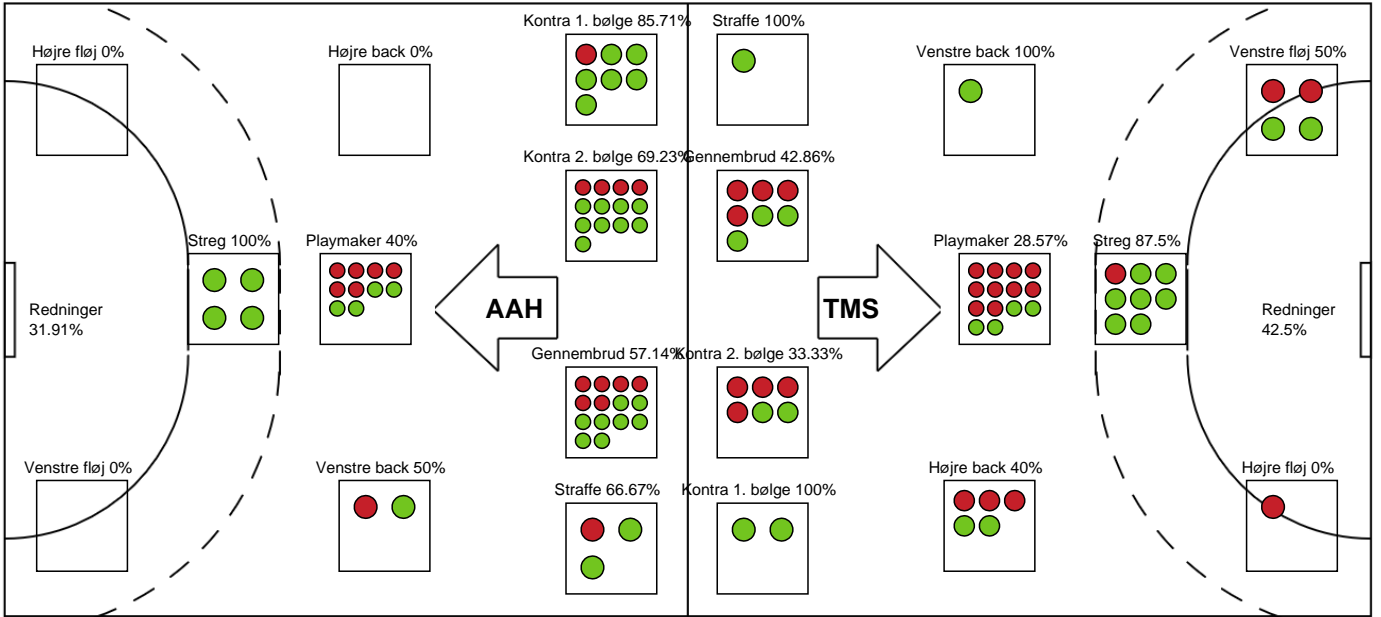 Kontra 1. bølge 85.71%
Straffe 100%
Højre fløj 0%
Højre back 0%
Venstre back 100%
Venstre fløj 50%
Kontra 2. bølge 69.23%
Gennembrud 42.86%
Streg 100%
Playmaker 40%
Playmaker 28.57%
Streg 87.5%
Redninger
31.91%
AAH
TMS
Redninger
42.5%
Gennembrud 57.14%
Kontra 2. bølge 33.33%
Venstre fløj 0%
Venstre back 50%
Højre back 40%
Højre fløj 0%
Straffe 66.67%
Kontra 1. bølge 100%